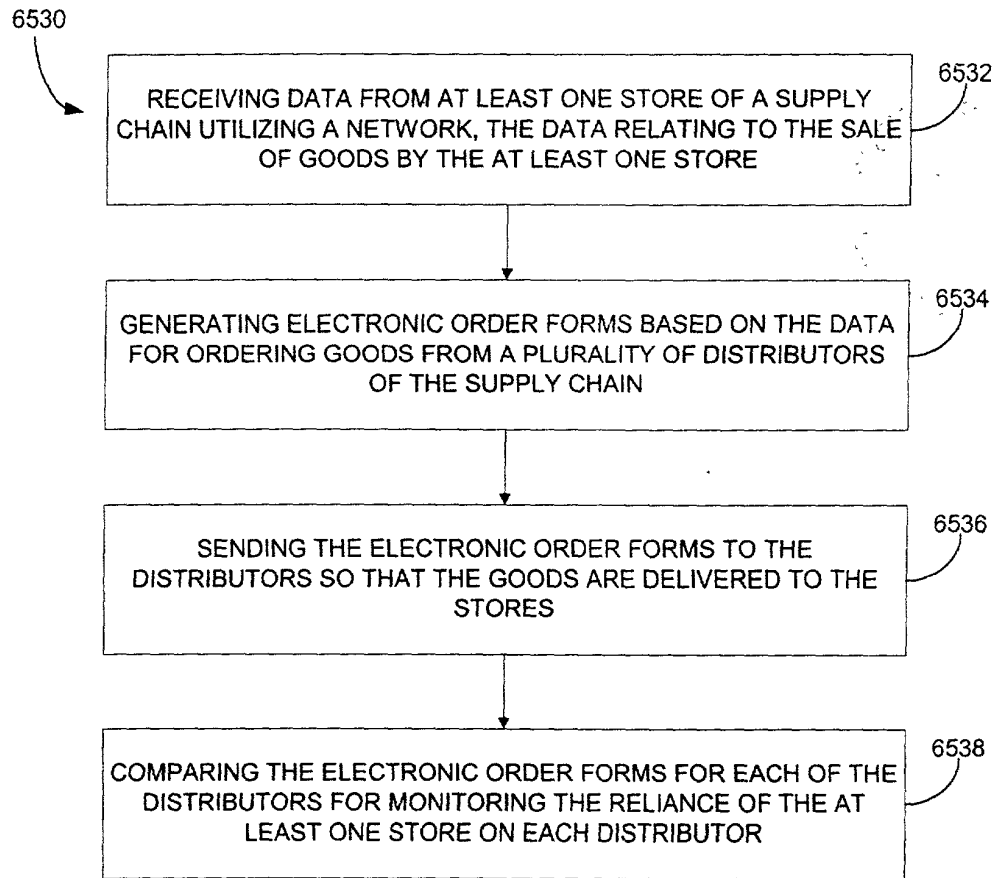 6530
6532
RECEIVING DATA FROM AT LEAST ONE STORE OF A SUPPLY
CHAIN UTILIZING A NETWORK, THE DATA RELATING TO THE SALE
OF GOODS BY THE AT LEAST ONE STORE
6534
GENERATING ELECTRONIC ORDER FORMS BASED ON THE DATA
FOR ORDERING GOODS FROM A PLURALITY OF DISTRIBUTORS
OF THE SUPPLY CHAIN
6536
SENDING THE ELECTRONIC ORDER FORMS TO THE
DISTRIBUTORS SO THAT THE GOODS ARE DELIVERED TO THE
STORES
6538
COMPARING THE ELECTRONIC ORDER FORMS FOR EACH OF THE
DISTRIBUTORS FOR MONITORING THE RELIANCE OF THE AT
LEAST ONE STORE ON EACH DISTRIBUTOR